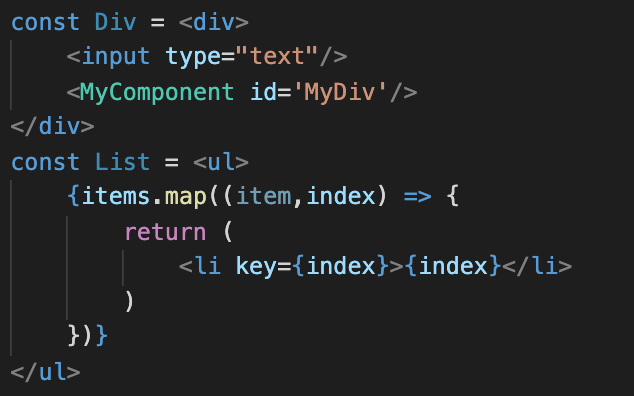 const Div = <div>
    <input type="text"/>
    <MyComponent id='MyDiv'/>
</div>
const List = <ul>
    {items.map((item,index) => {
        return (
            <li key={index}>{index}</li>
        )
    })}
</ul>